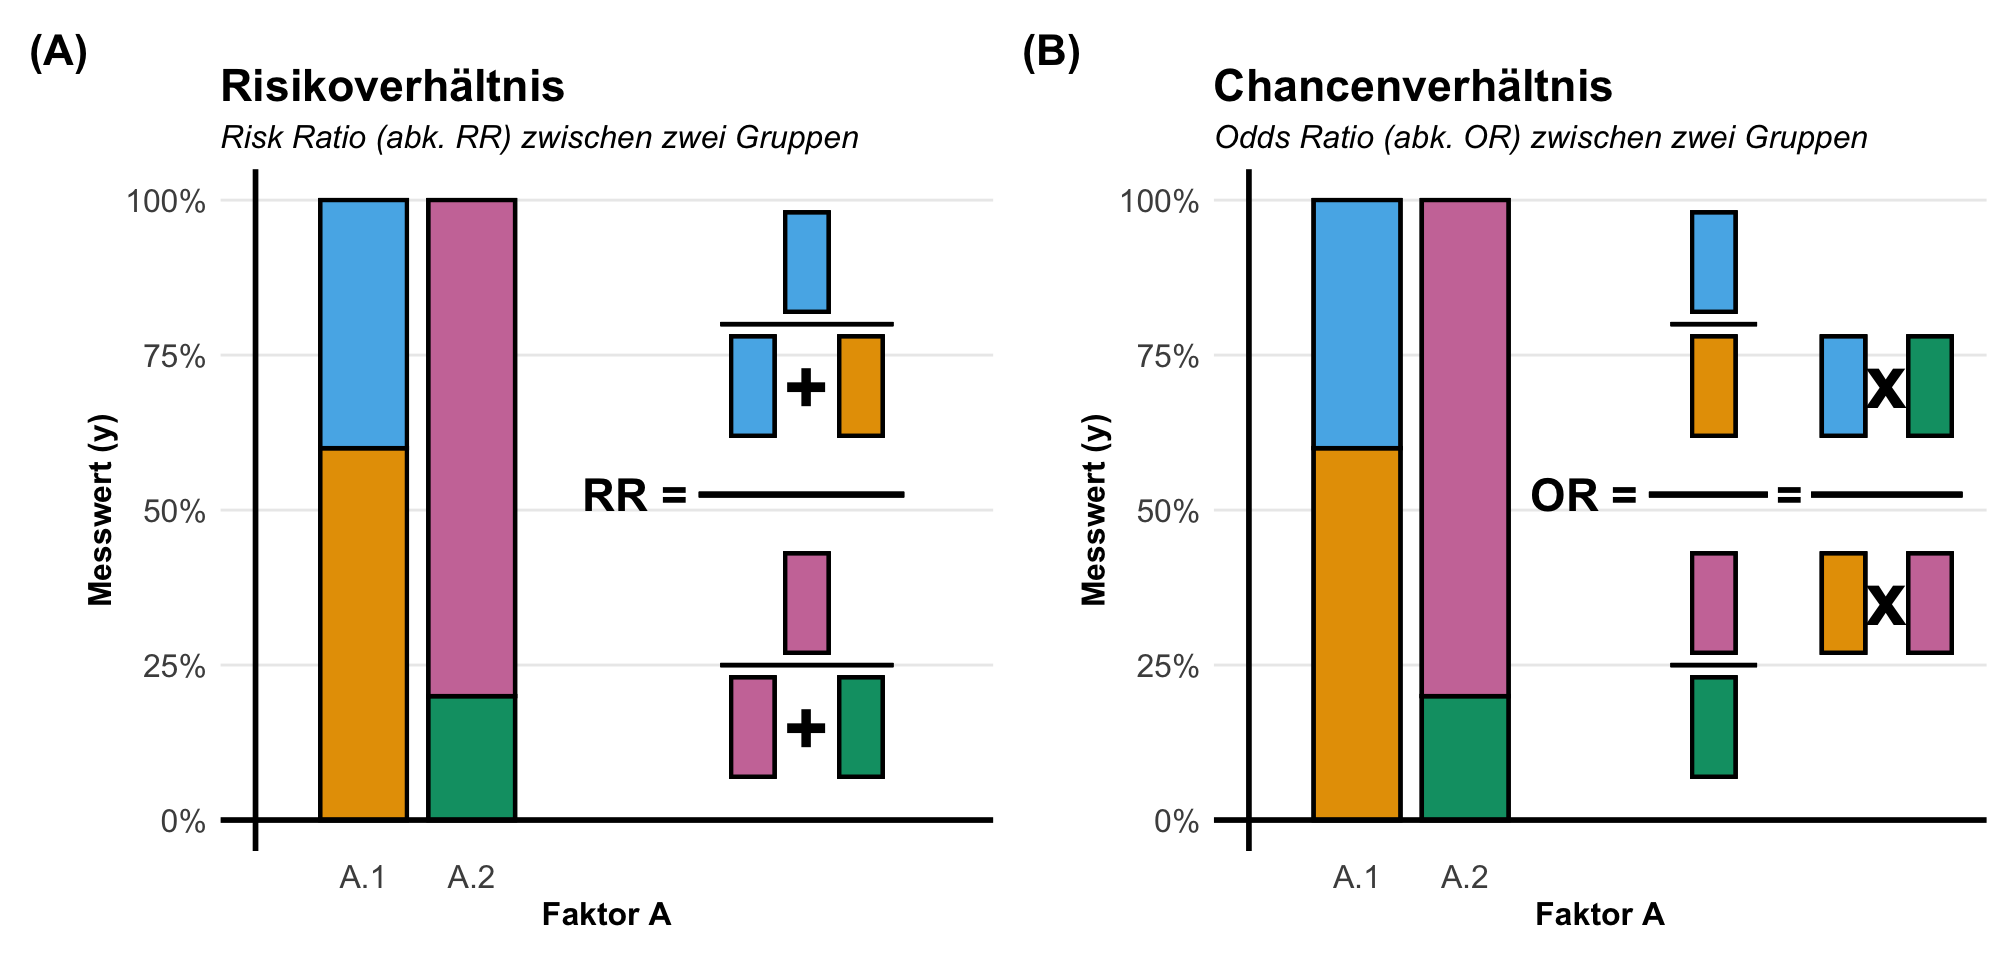 (A)
Risikoverhältnis
Risk Ratio (abk. RR) zwischen zwei Gruppen
100%
75%
50%
25%
0%
Messwert (y)
+
RR =
+
A.1 A.2
Faktor A
(B)
Chancenverhältnis
Odds Ratio (abk. OR) zwischen zwei Gruppen
100%
75%
50%
25%
0%
Messwert (y)
x
OR = =
x
A.1 A.2
Faktor A